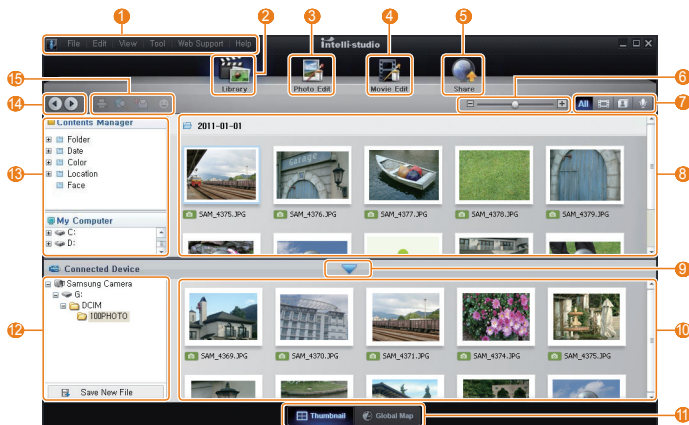 1 2 3 4 5
File Edit View Tool Web Support Help
intelli-studio
Library Photo Edit Movie Edit Share
15 6
14 All 7
Contents Manager
Folder
Date
Color
Location
Face
13
My Computer
C:
D:
2011-01-01
SAM_4375.JPG SAM_4376.JPG SAM_4377.JPG SAM_4378.JPG SAM_4379.JPG
8
Connected Device 9
Samsung Camera
G:
DCIM
100PHOTO
12
Save New File
SAM_4369.JPG SAM_4370.JPG SAM_4371.JPG SAM_4374.JPG SAM_4375.JPG
10
Thumbnail Global Map 11